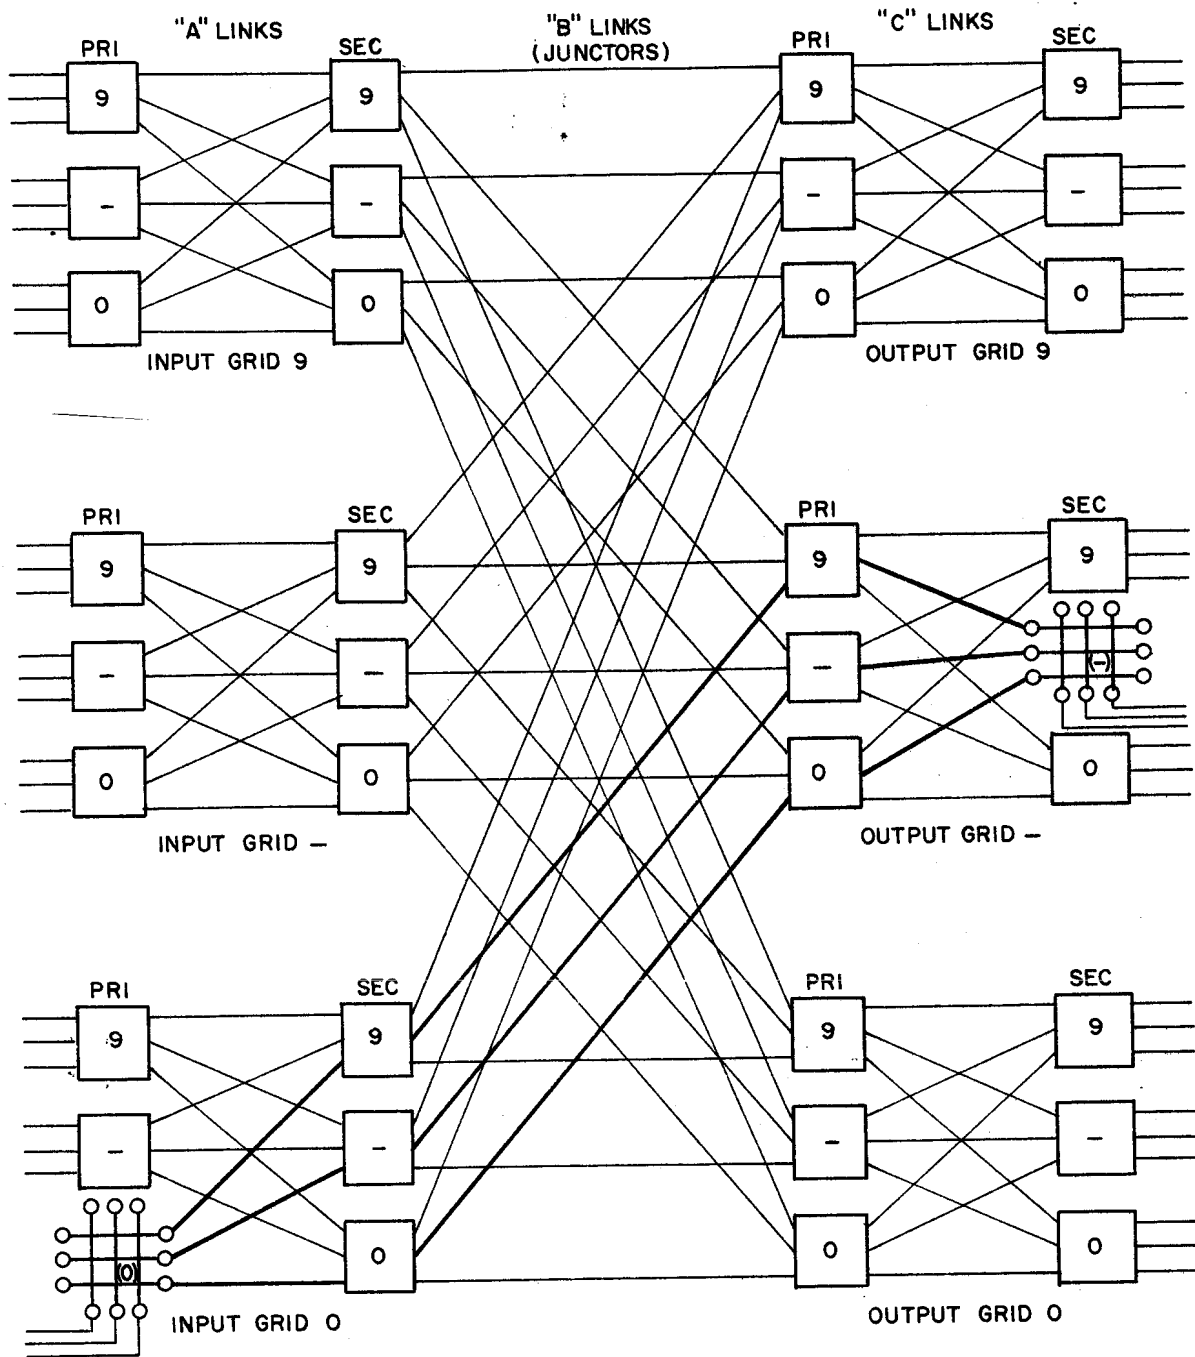 "A" LINKS
"B" LINKS
(JUNCTORS)
"C" LINKS
PRI
SEC
PRI
SEC
9
9
9
9
–
–
–
–
0
0
0
0
INPUT GRID 9
OUTPUT GRID 9
PRI
SEC
PRI
SEC
9
9
9
9
–
–
–
(–)
0
0
0
0
INPUT GRID –
OUTPUT GRID –
PRI
SEC
PRI
SEC
9
9
9
9
–
–
–
–
(0)
0
0
0
INPUT GRID 0
OUTPUT GRID 0